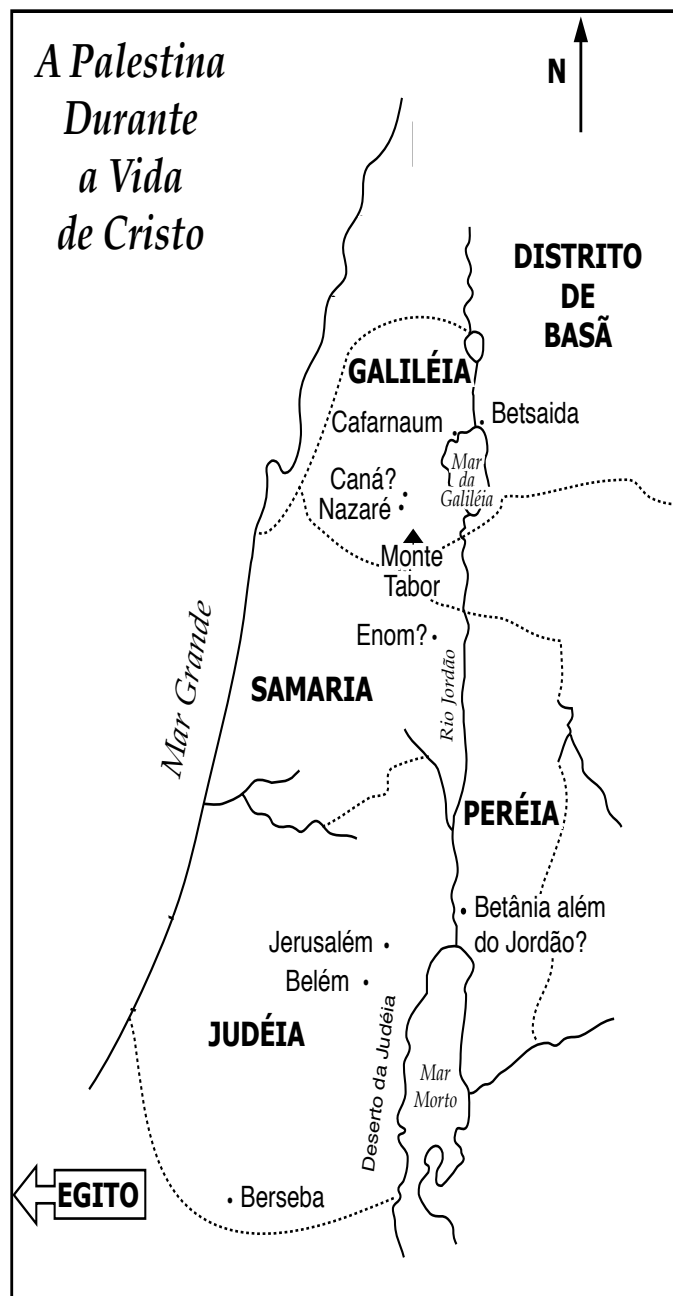 A Palestina
Durante
a Vida
de Cristo
N
DISTRITO
DE
BASÃ
GALILÉIA
Cafarnaum
Betsaida
Mar
da
Galiléia
Caná?
Nazaré
Monte
Tabor
Enom?
Mar Grande
SAMARIA
Rio Jordão
PERÉIA
Betânia além
do Jordão?
Jerusalém
Belém
JUDÉIA
Deserto da Judéia
Mar
Morto
EGITO
Berseba